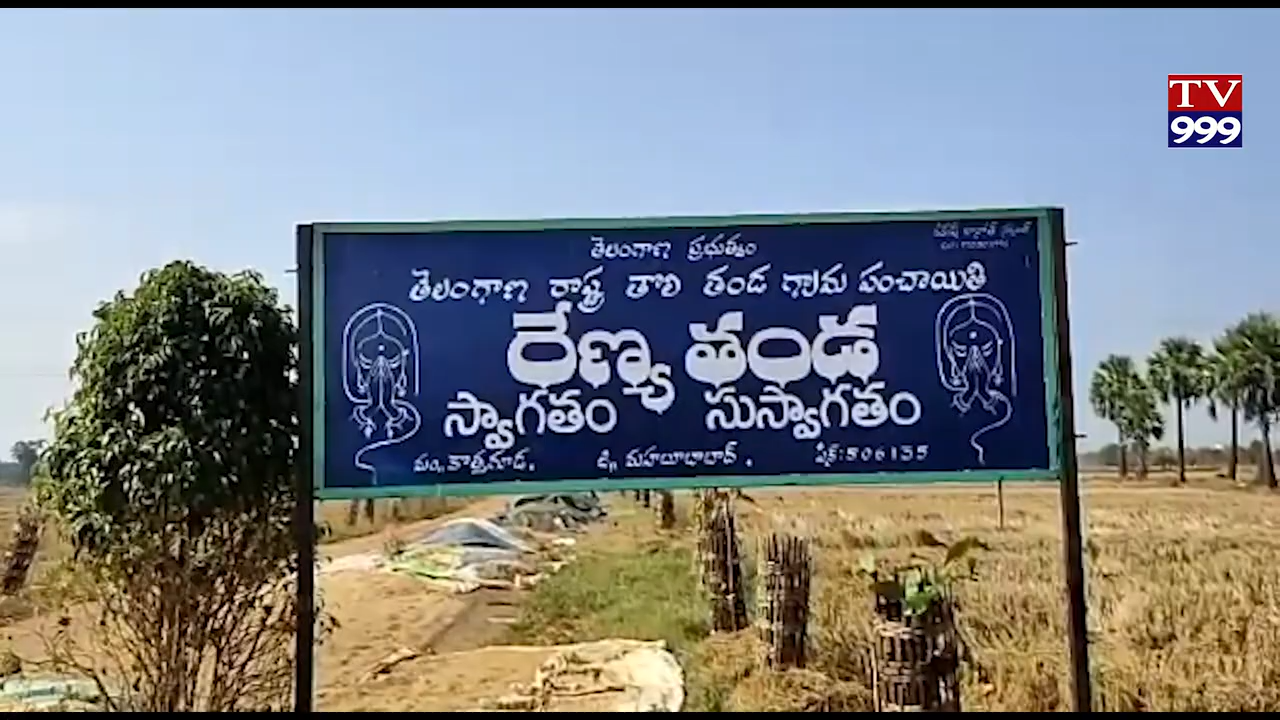 TV
999
తెలంగాణ ప్రభుత్వం
తెలంగాణ రాష్ట్ర తొలి తండ గ్రామ పంచాయితి
రేణ్య తండ
స్వాగతం సుస్వాగతం
మం॥ కొత్తగూడ. జి॥ మహబూబాబాద్. పిన్: 506135